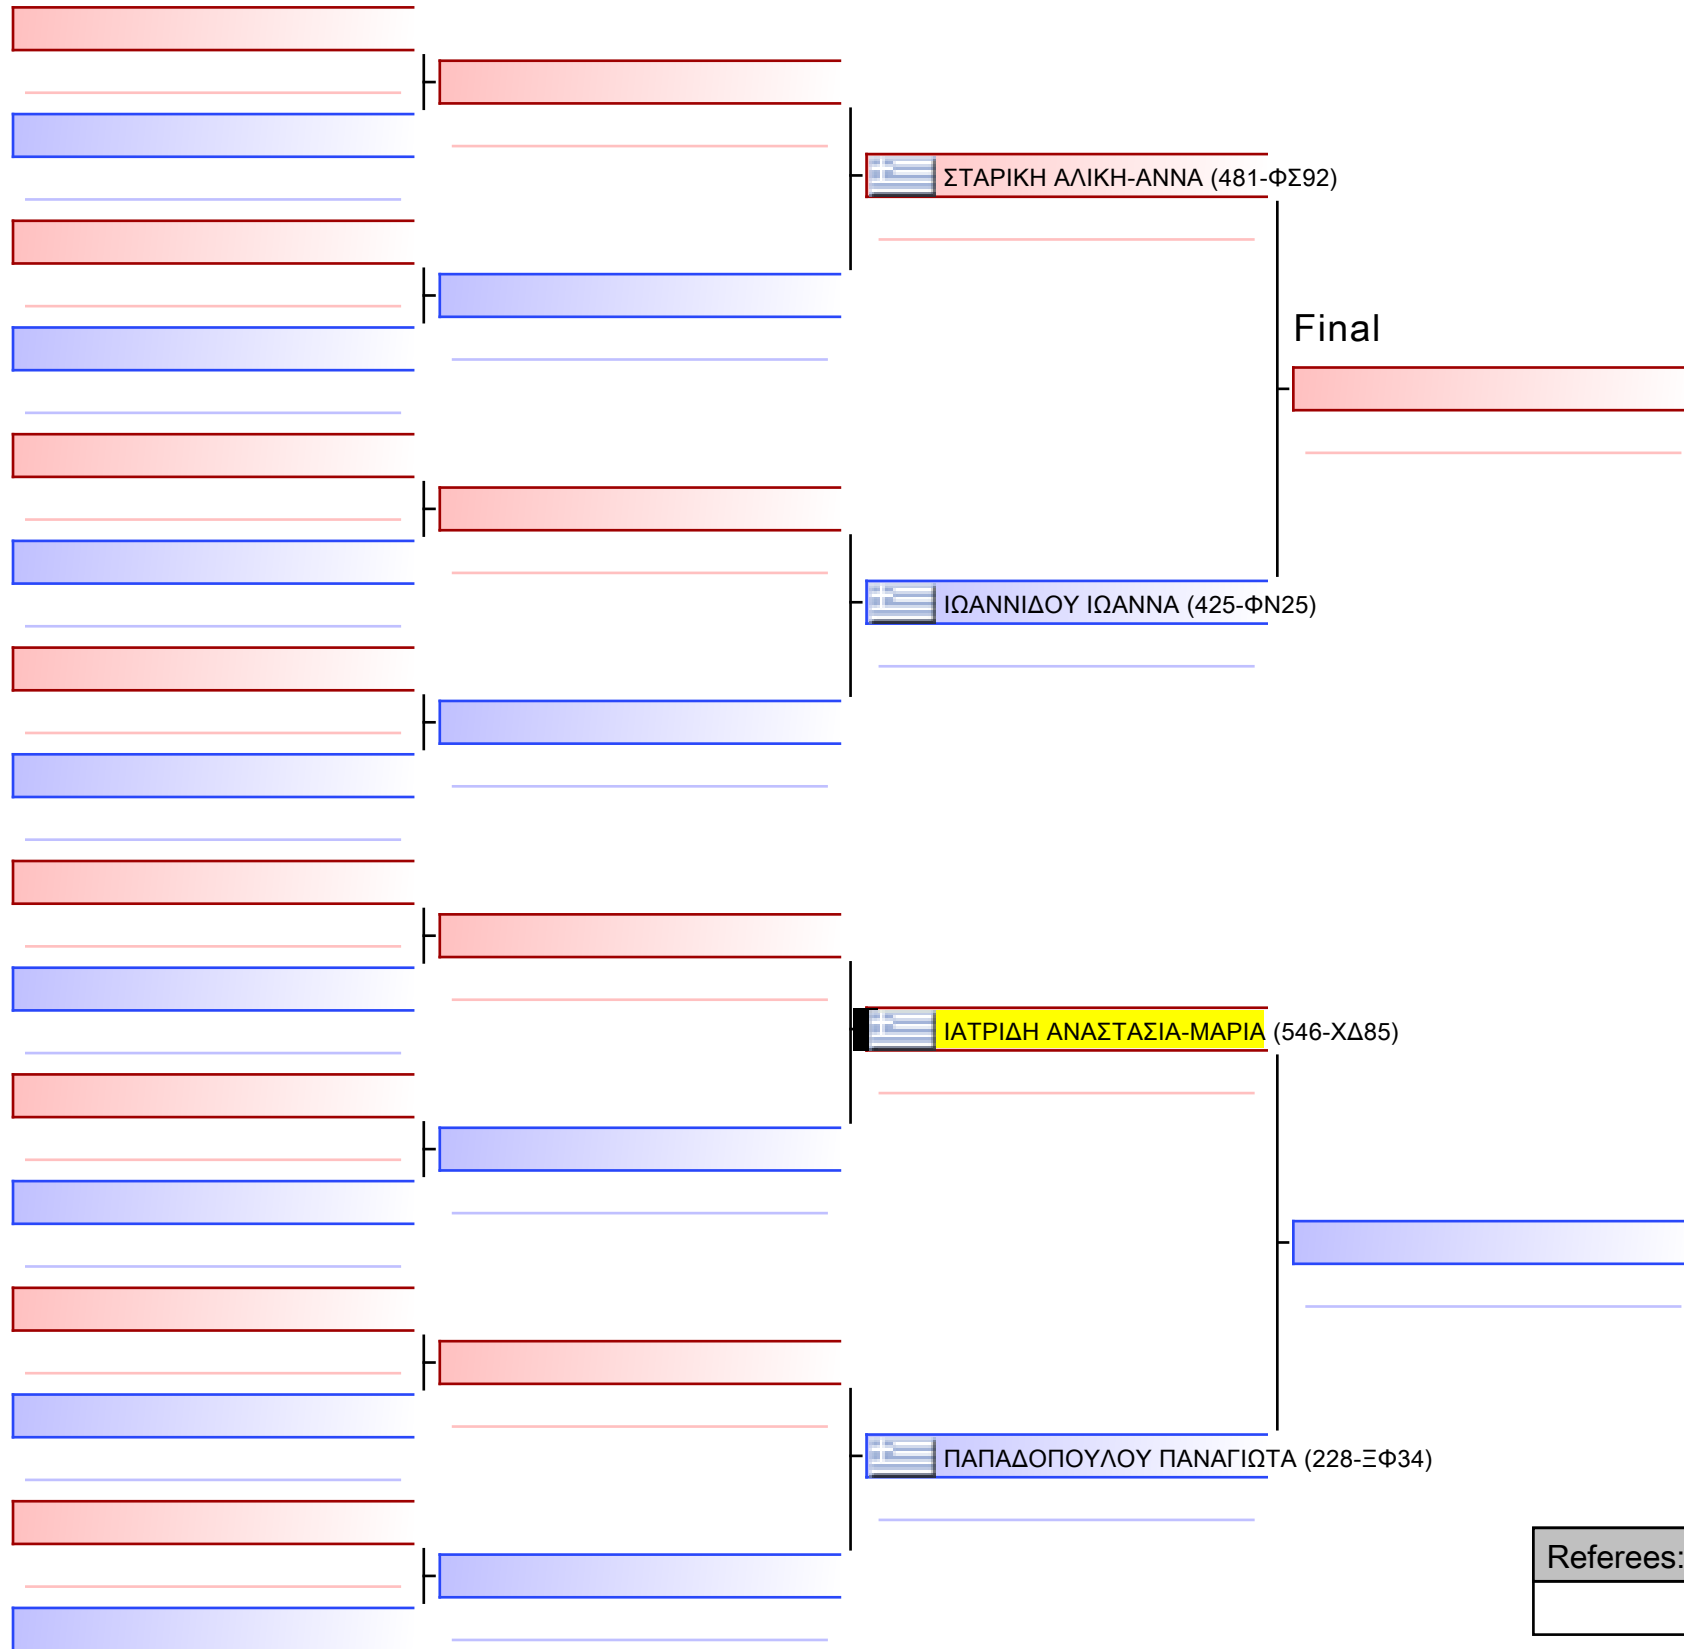 ΣΤΑΡΙΚΗ ΑΛΙΚΗ-ΑΝΝΑ (481-ΦΣ92)
Final
ΙΩΑΝΝΙΔΟΥ ΙΩΑΝΝΑ (425-ΦΝ25)
ΙΑΤΡΙΔΗ ΑΝΑΣΤΑΣΙΑ-ΜΑΡΙΑ (546-ΧΔ85)
ΠΑΠΑΔΟΠΟΥΛΟΥ ΠΑΝΑΓΙΩΤΑ (228-ΞΦ34)
Referees: